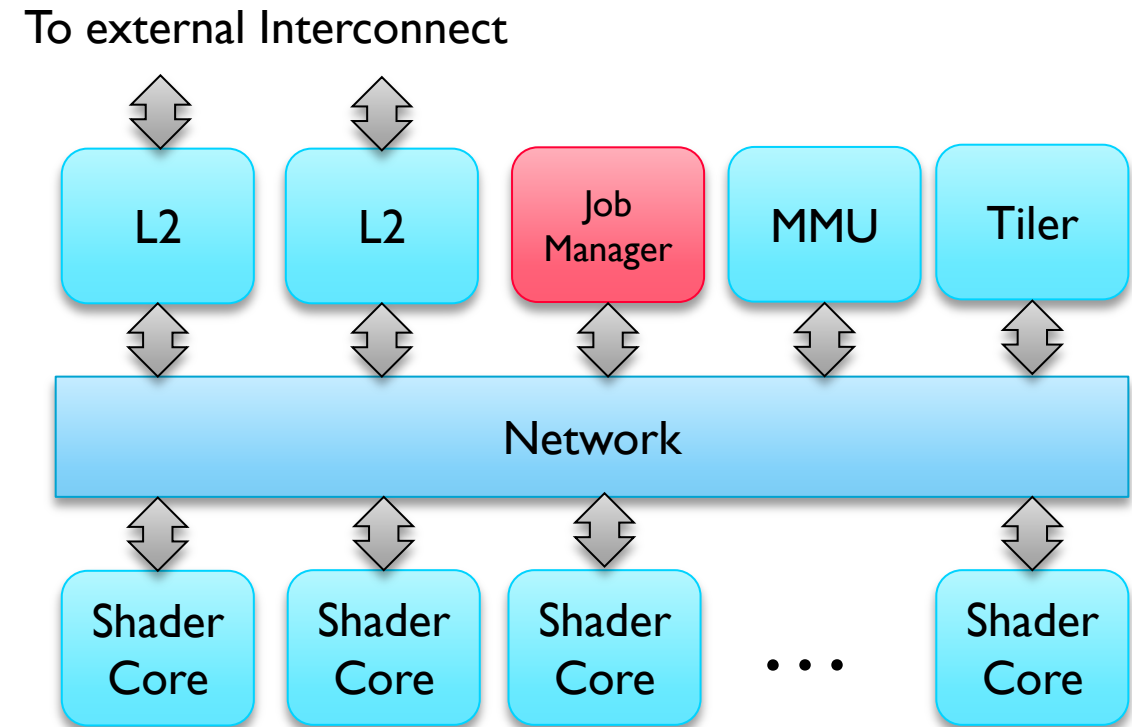 To external Interconnect
L2
L2
Job
Manager
MMU
Tiler
Network
Shader
Core
Shader
Core
Shader
Core
...
Shader
Core